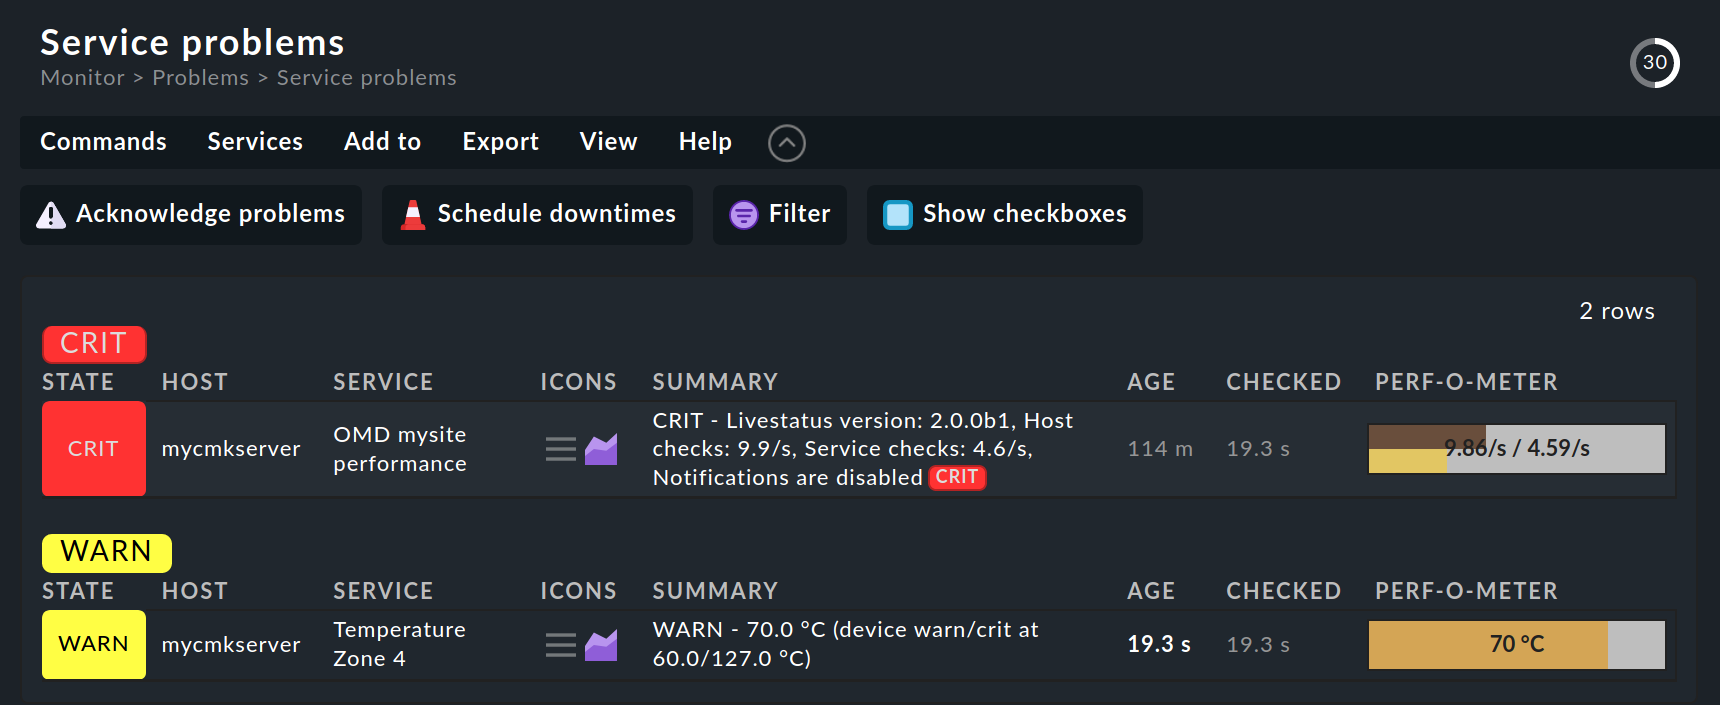 Service problems
Monitor > Problems > Service problems
30
Commands Services Add to Export View Help
Acknowledge problems Schedule downtimes Filter Show checkboxes
2 rows
CRIT
STATE HOST SERVICE ICONS SUMMARY AGE CHECKED PERF-O-METER
CRIT mycmkserver OMD mysite performance CRIT - Livestatus version: 2.0.0b1, Host checks: 9.9/s, Service checks: 4.6/s, Notifications are disabled CRIT 114 m 19.3 s 9.86/s / 4.59/s
WARN
STATE HOST SERVICE ICONS SUMMARY AGE CHECKED PERF-O-METER
WARN mycmkserver Temperature Zone 4 WARN - 70.0 °C (device warn/crit at 60.0/127.0 °C) 19.3 s 19.3 s 70 °C